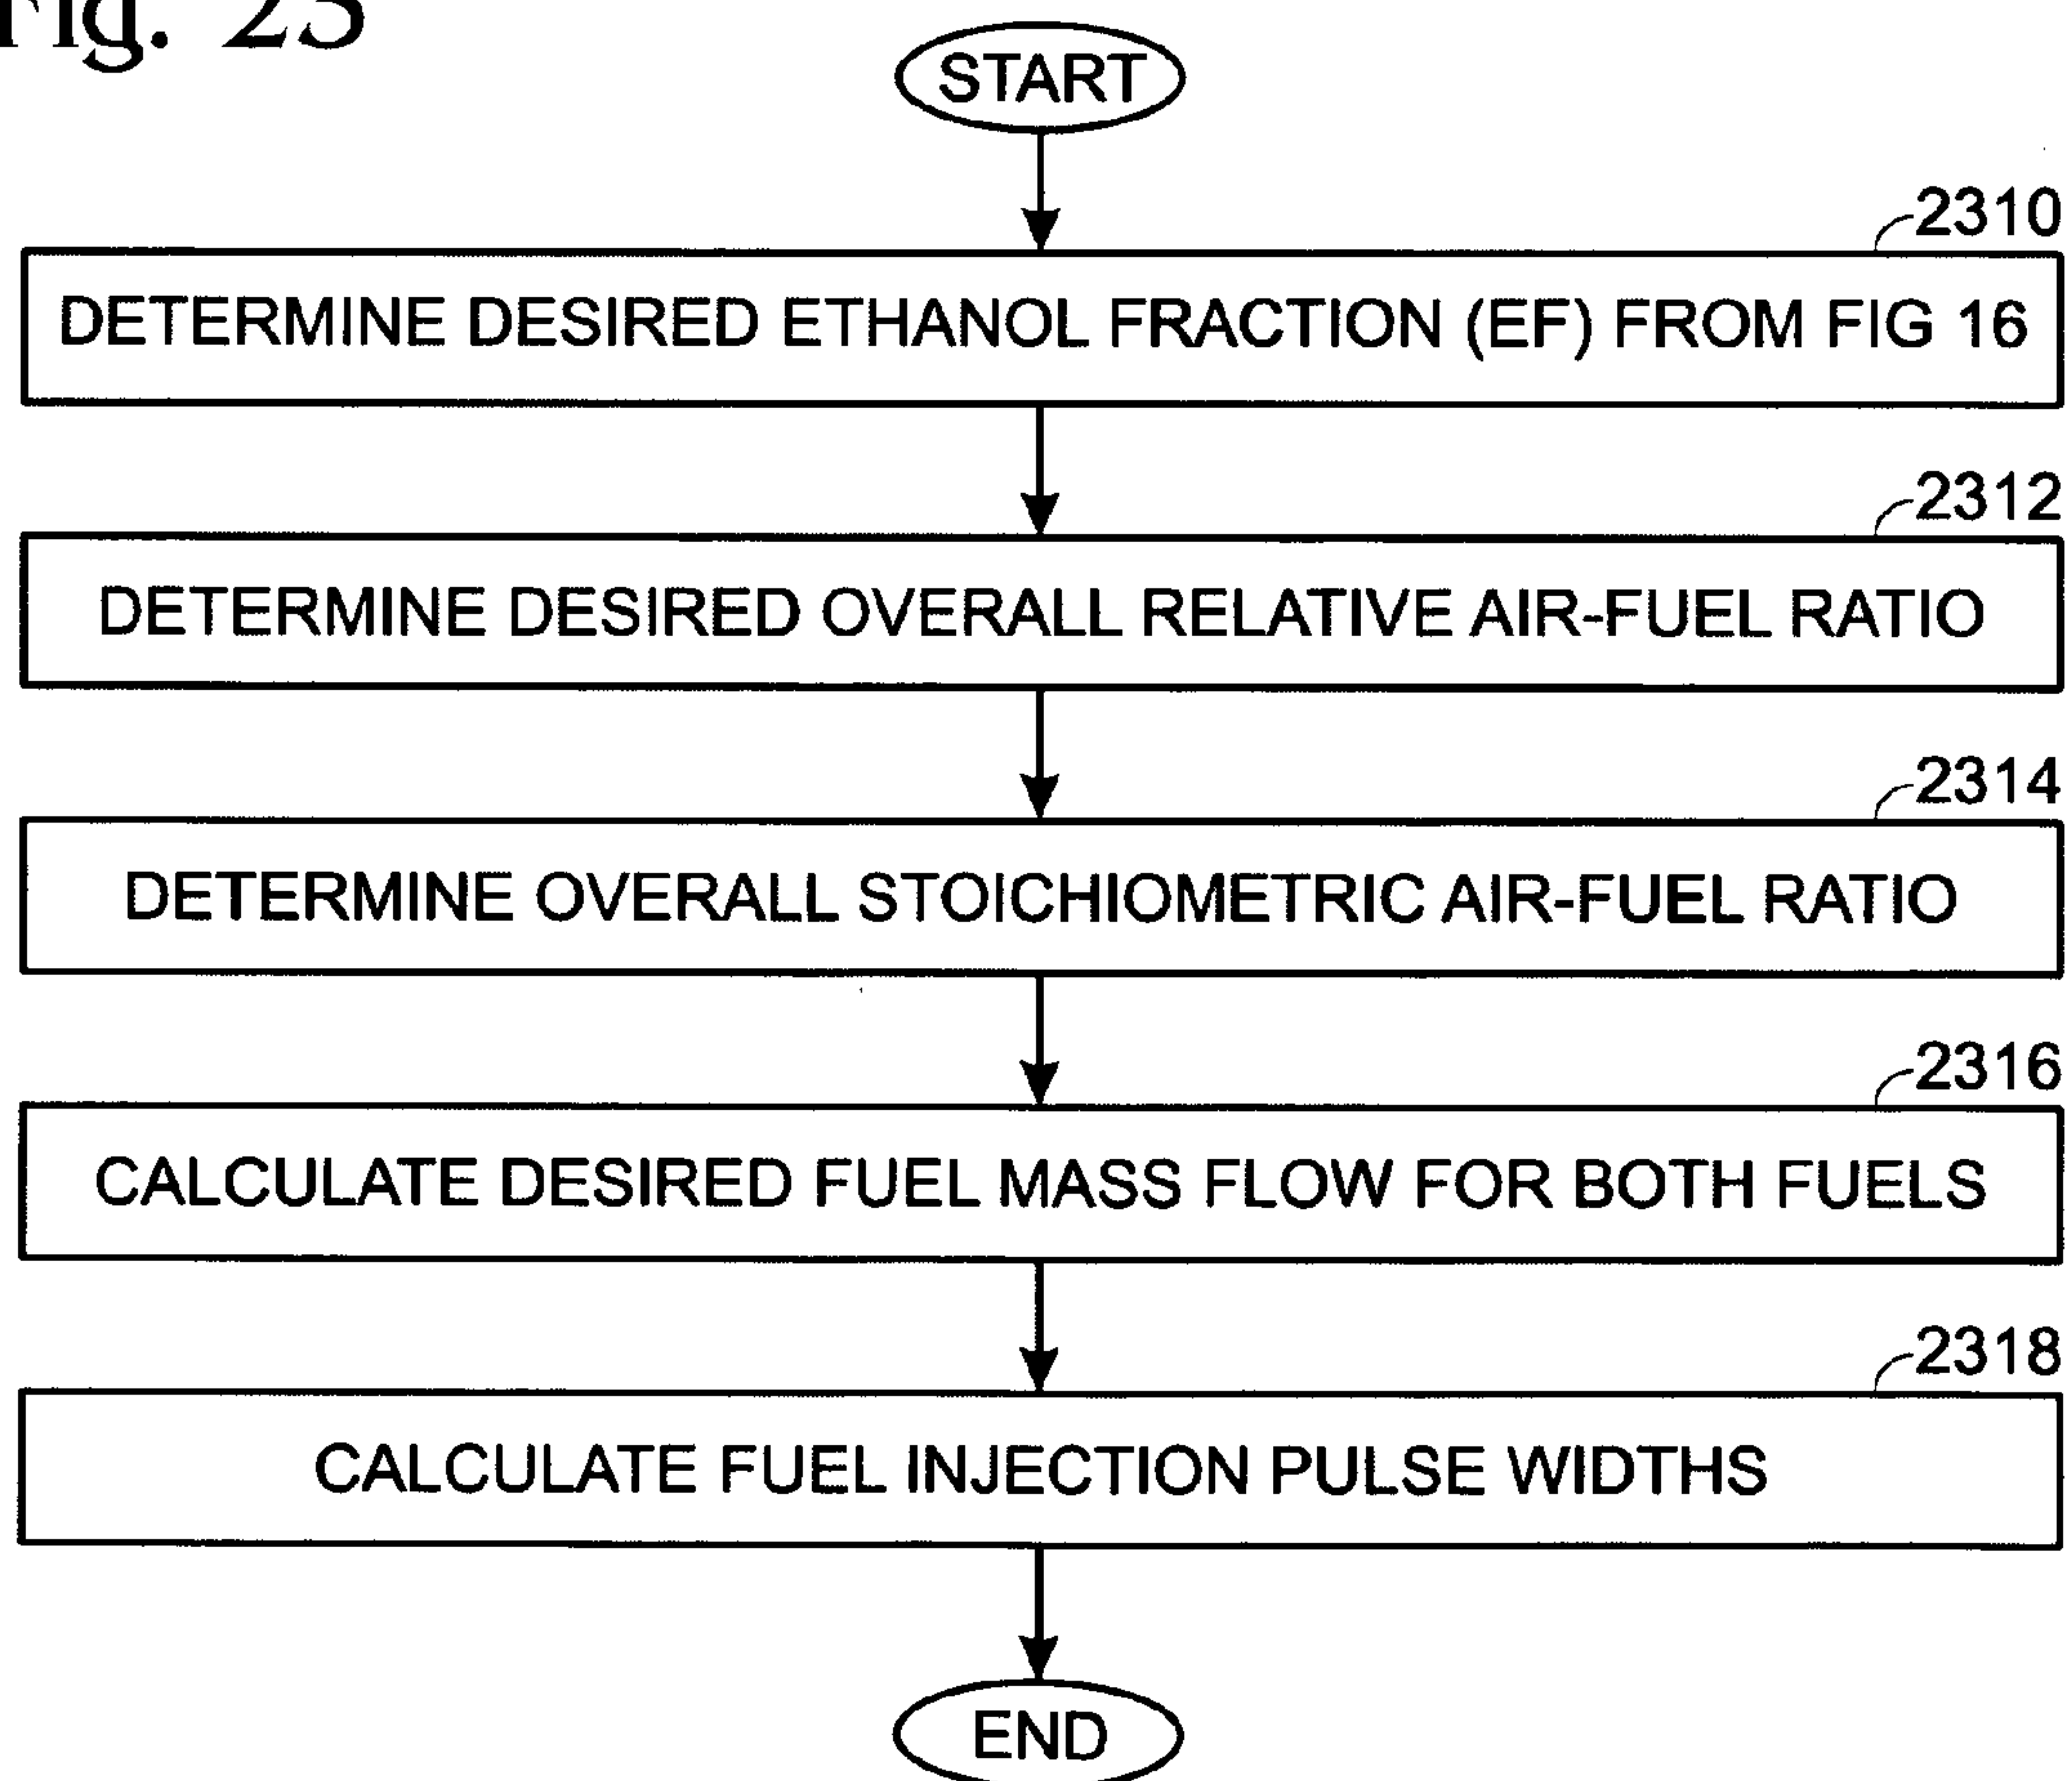 Fig. 23
START
2310
DETERMINE DESIRED ETHANOL FRACTION (EF) FROM FIG 16
2312
DETERMINE DESIRED OVERALL RELATIVE AIR-FUEL RATIO
2314
DETERMINE OVERALL STOICHIOMETRIC AIR-FUEL RATIO
2316
CALCULATE DESIRED FUEL MASS FLOW FOR BOTH FUELS
2318
CALCULATE FUEL INJECTION PULSE WIDTHS
END